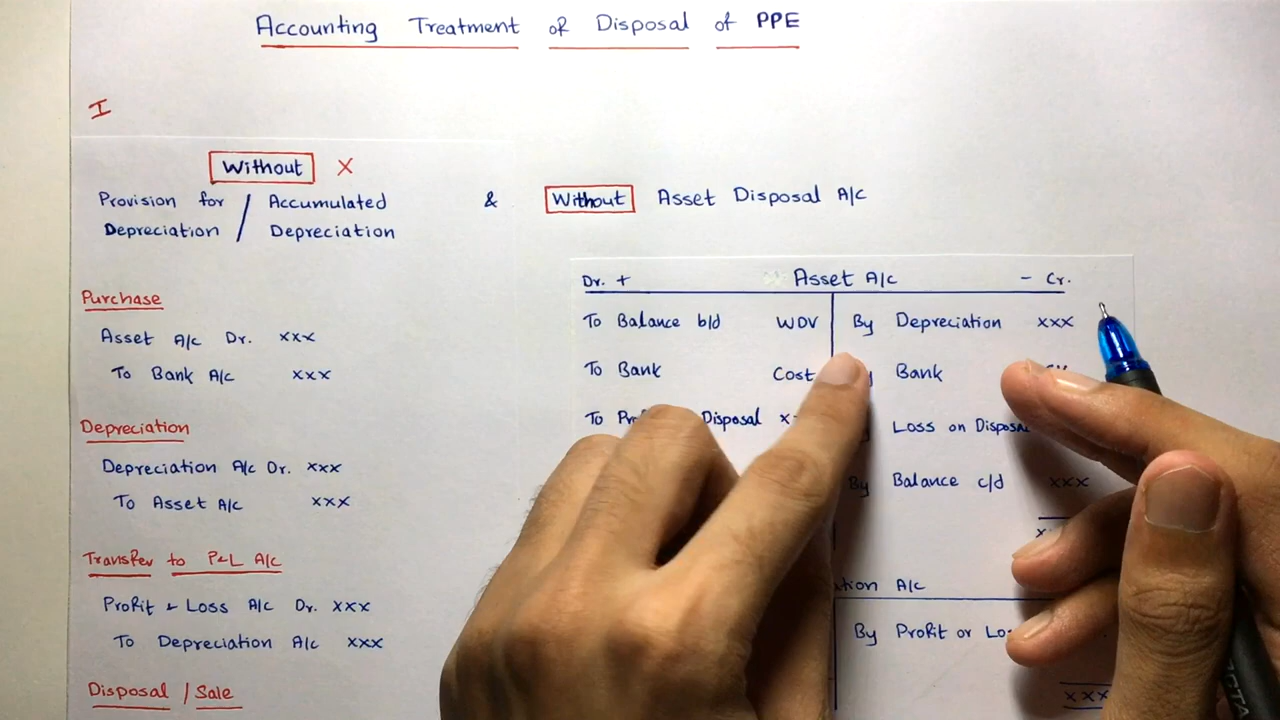 Accounting Treatment of Disposal of PPE
I
Without X
Provision for / Accumulated
Depreciation / Depreciation
&
Without Asset Disposal A/c
Purchase
Asset A/c Dr. xxx
To Bank A/c xxx
Depreciation
Depreciation A/c Dr. xxx
To Asset A/c xxx
Transfer to P&L A/c
Profit & Loss A/c Dr. xxx
To Depreciation A/c xxx
Disposal / Sale
Dr. + Asset A/c - Cr.
To Balance b/d WDV By Depreciation xxx
To Bank Cost Bank
To Disposal Loss on
By Balance c/d xxx
A/c
By Profit or
xxx